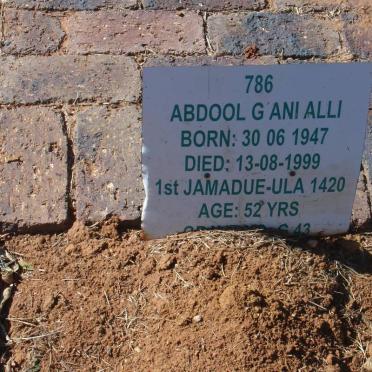 786
ABDOOL G ANI ALLI
BORN: 30 06 1947
DIED: 13-08-1999
1st JAMADUE-ULA 1420
AGE: 52 YRS